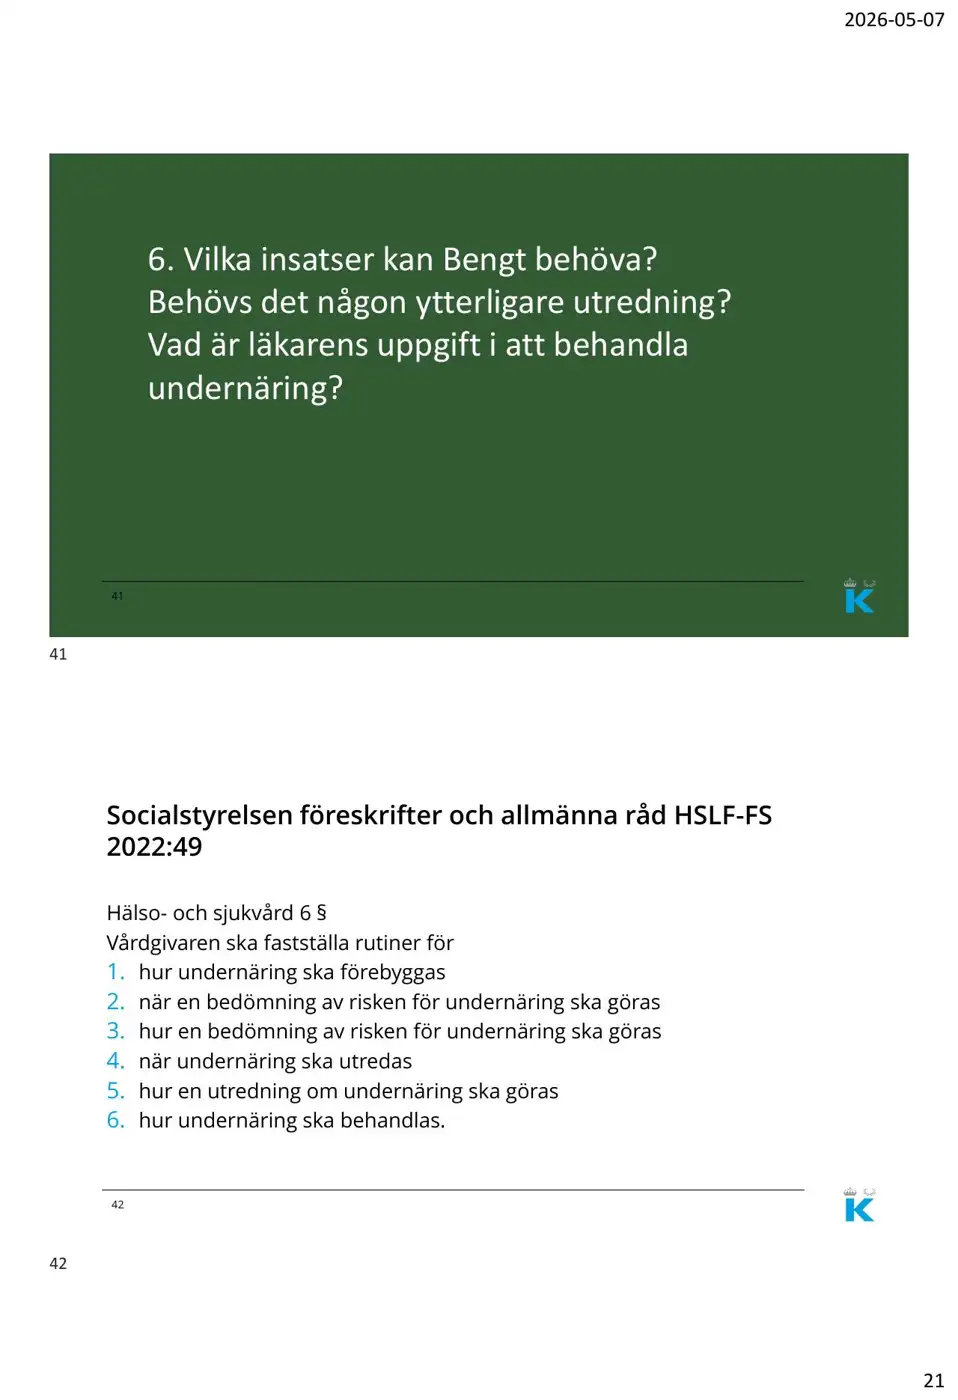 2026-05-07
6. Vilka insatser kan Bengt behöva?
Behövs det någon ytterligare utredning?
Vad är läkarens uppgift i att behandla
undernäring?
41
K
41
Socialstyrelsen föreskrifter och allmänna råd HSLF-FS
2022:49
Hälso- och sjukvård 6 §
Vårdgivaren ska fastställa rutiner för
1. hur undernäring ska förebyggas
2. när en bedömning av risken för undernäring ska göras
3. hur en bedömning av risken för undernäring ska göras
4. när undernäring ska utredas
5. hur en utredning om undernäring ska göras
6. hur undernäring ska behandlas.
42
K
42
21